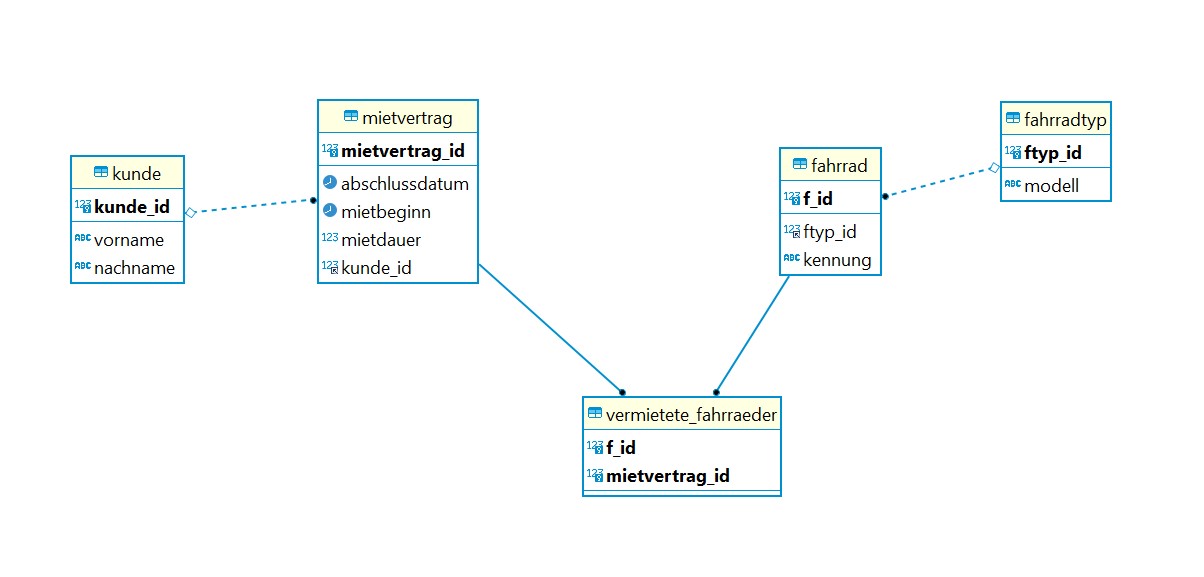 kunde
123 kunde_id
ABC vorname
ABC nachname
mietvertrag
123 mietvertrag_id
abschlussdatum
mietbeginn
123 mietdauer
123 kunde_id
vermietete_fahrraeder
123 f_id
123 mietvertrag_id
fahrrad
123 f_id
123 ftyp_id
ABC kennung
fahrradtyp
123 ftyp_id
ABC modell